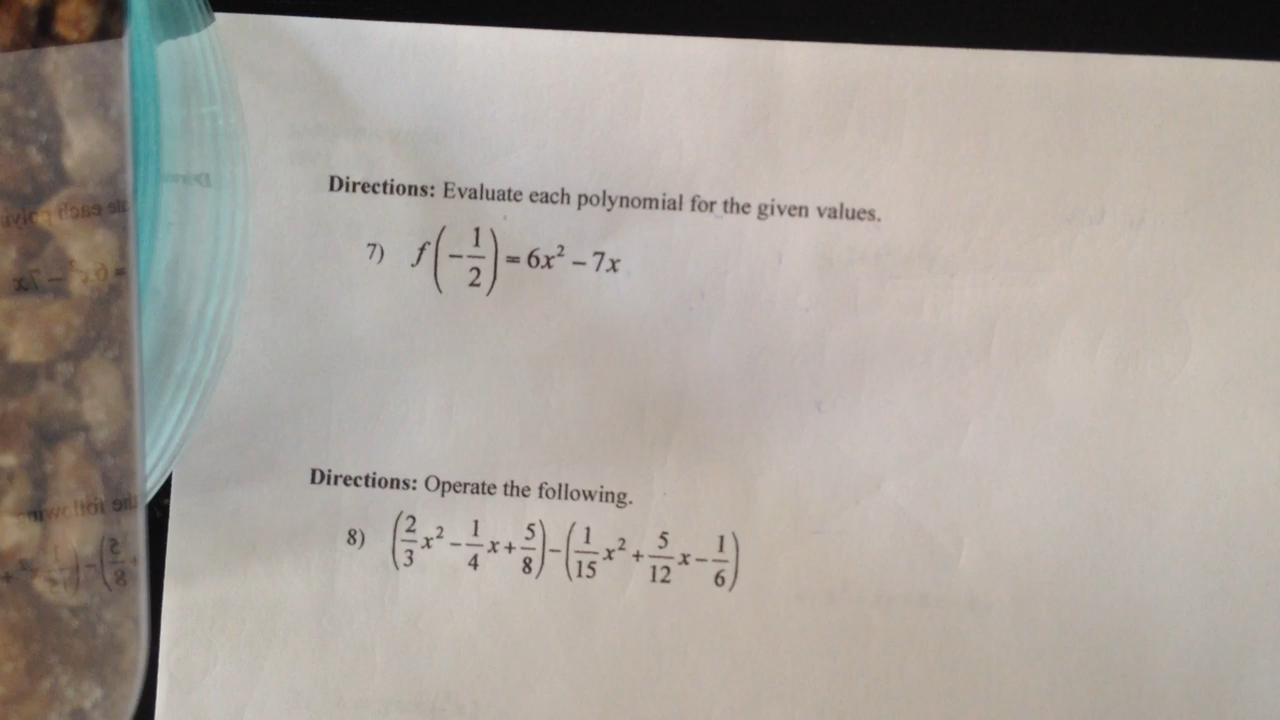 Directions: Evaluate each polynomial for the given values.
7) f(-1/2) = 6x² - 7x
Directions: Operate the following.
8) (2/3x² - 1/4x + 5/8) - (1/15x² + 5/12x - 1/6)